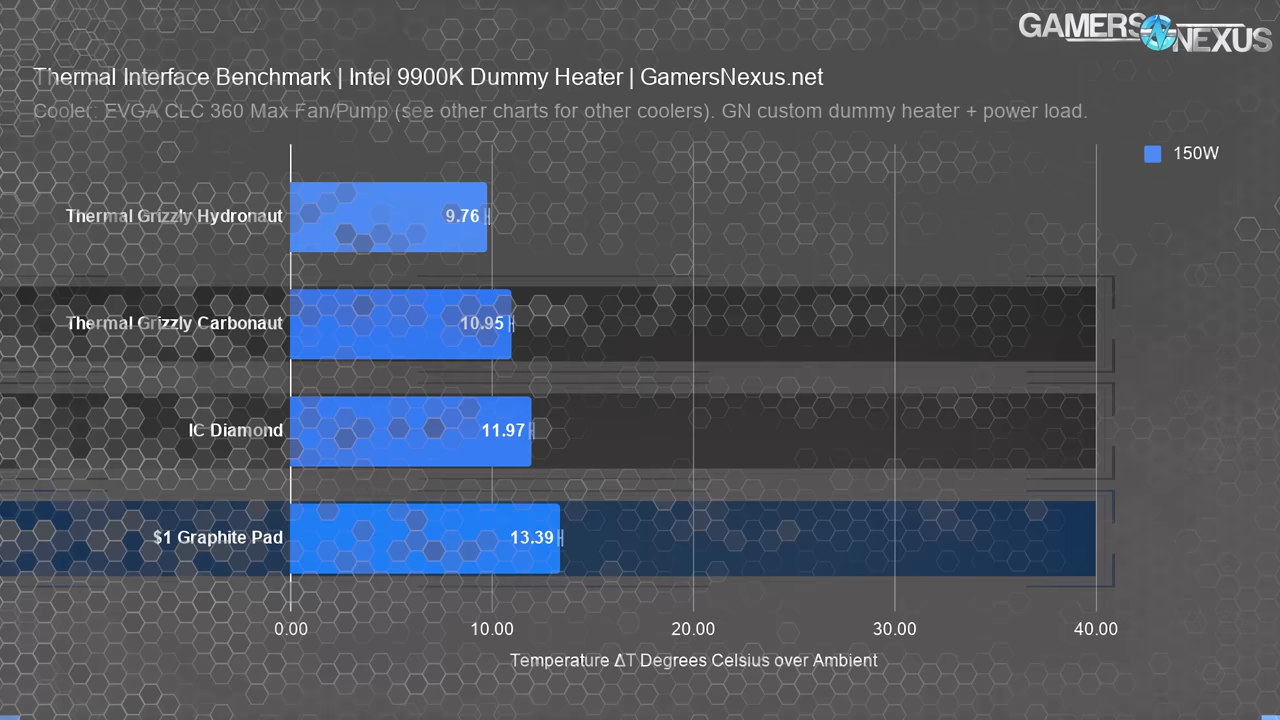 GAMERS NEXUS
Thermal Interface Benchmark | Intel 9900K Dummy Heater | GamersNexus.net
Cooler: EVGA CLC 360 Max Fan/Pump (see other charts for other coolers). GN custom dummy heater + power load.
150W
Thermal Grizzly Hydronaut 9.76
Thermal Grizzly Carbonaut 10.95
IC Diamond 11.97
$1 Graphite Pad 13.39
0.00 10.00 20.00 30.00 40.00
Temperature ΔT Degrees Celsius over Ambient